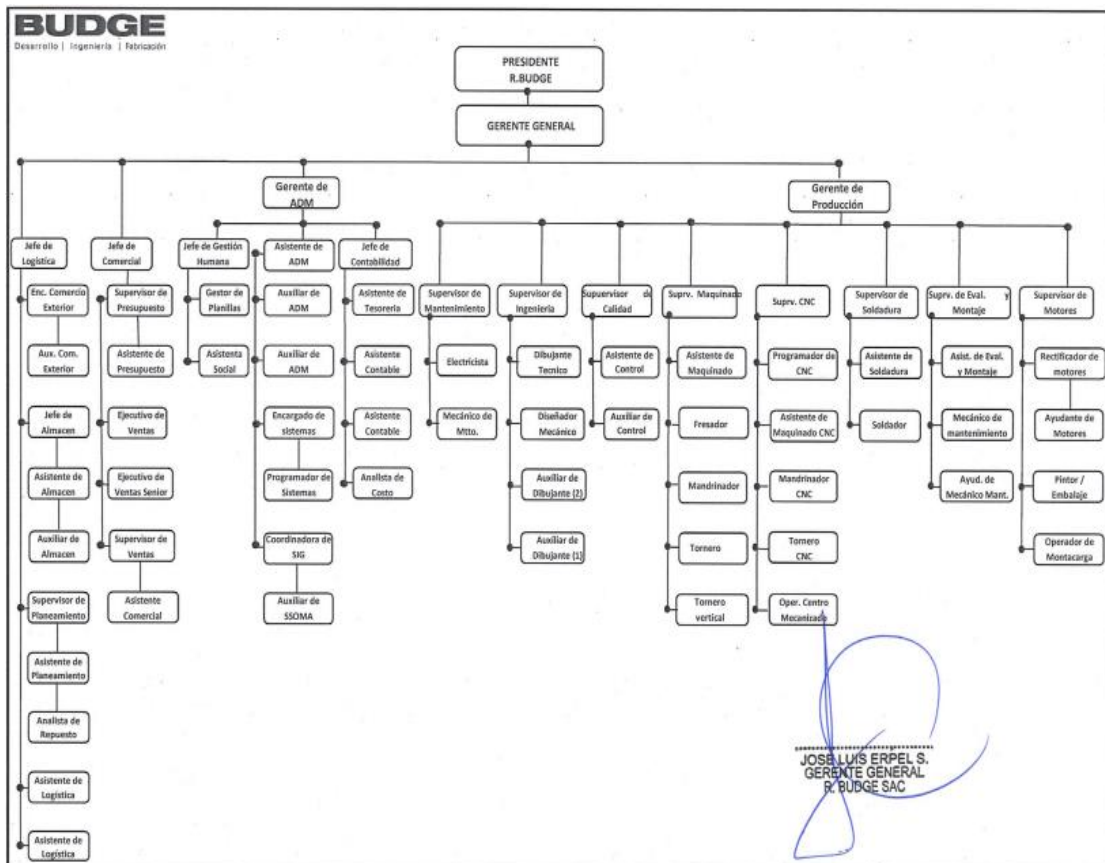 BUDGE
Desarrollo | Ingeniería | Fabricación
PRESIDENTE
R.BUDGE
GERENTE GENERAL
Gerente de
ADM
Gerente de
Producción
Jefe de
Logística
Jefe de
Comercial
Jefe de Gestión
Humana
Asistente de
ADM
Jefe de
Contabilidad
Enc. Comercio
Exterior
Supervisor de
Presupuesto
Gestor de
Planillas
Auxiliar de
ADM
Asistente de
Tesoreria
Supervisor de
Mantenimiento
Supervisor de
Ingenieria
Supuervisor de
Calidad
Suprv. Maquinado
Suprv. CNC
Supervisor de
Soldadura
Suprv. de Eval. y
Montaje
Supervisor de
Motores
Aux. Com.
Exterior
Asistente de
Presupuesto
Asistenta
Social
Auxiliar de
ADM
Asistente
Contable
Electricista
Dibujante
Tecnico
Asistente de
Control
Asistente de
Maquinado
Programador de
CNC
Asistente de
Soldadura
Asist. de Eval.
y Montaje
Rectificador de
motores
Jefe de
Almacen
Ejecutivo de
Ventas
Encargado de
sistemas
Asistente
Contable
Mecánico de
Mtto.
Diseñador
Mecánico
Auxiliar de
Control
Fresador
Asistente de
Maquinado CNC
Soldador
Mecánico de
mantenimiento
Ayudante de
Motores
Asistente de
Almacen
Ejecutivo de
Ventas Senior
Programador de
Sistemas
Analista de
Costo
Auxiliar de
Dibujante (2)
Mandrinador
Mandrinador
CNC
Ayud. de
Mecánico Mant.
Pintor /
Embalaje
Auxiliar de
Almacen
Supervisor de
Ventas
Coordinadora de
SIG
Auxiliar de
Dibujante (1)
Tornero
Tornero
CNC
Operador de
Montacarga
Supervisor de
Planeamiento
Asistente
Comercial
Auxiliar de
SSOMA
Tornero
vertical
Oper. Centro
Mecanizado
Asistente de
Planeamiento
Analista de
Repuesto
Asistente de
Logística
Asistente de
Logística
JOSE LUIS ERPEL S.
GERENTE GENERAL
R. BUDGE SAC